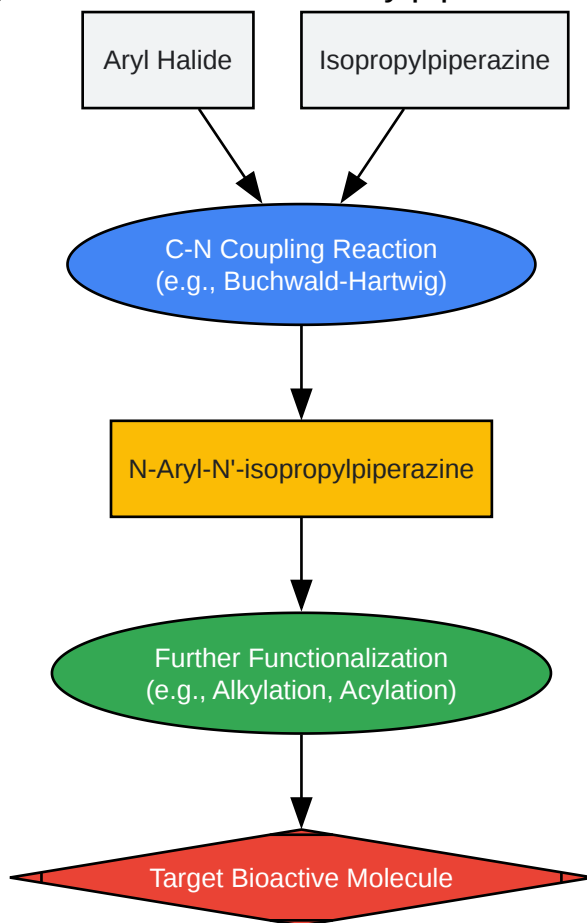 Aryl Halide
Isopropylpiperazine
C-N Coupling Reaction
(e.g., Buchwald-Hartwig)
N-Aryl-N'-isopropylpiperazine
Further Functionalization
(e.g., Alkylation, Acylation)
Target Bioactive Molecule